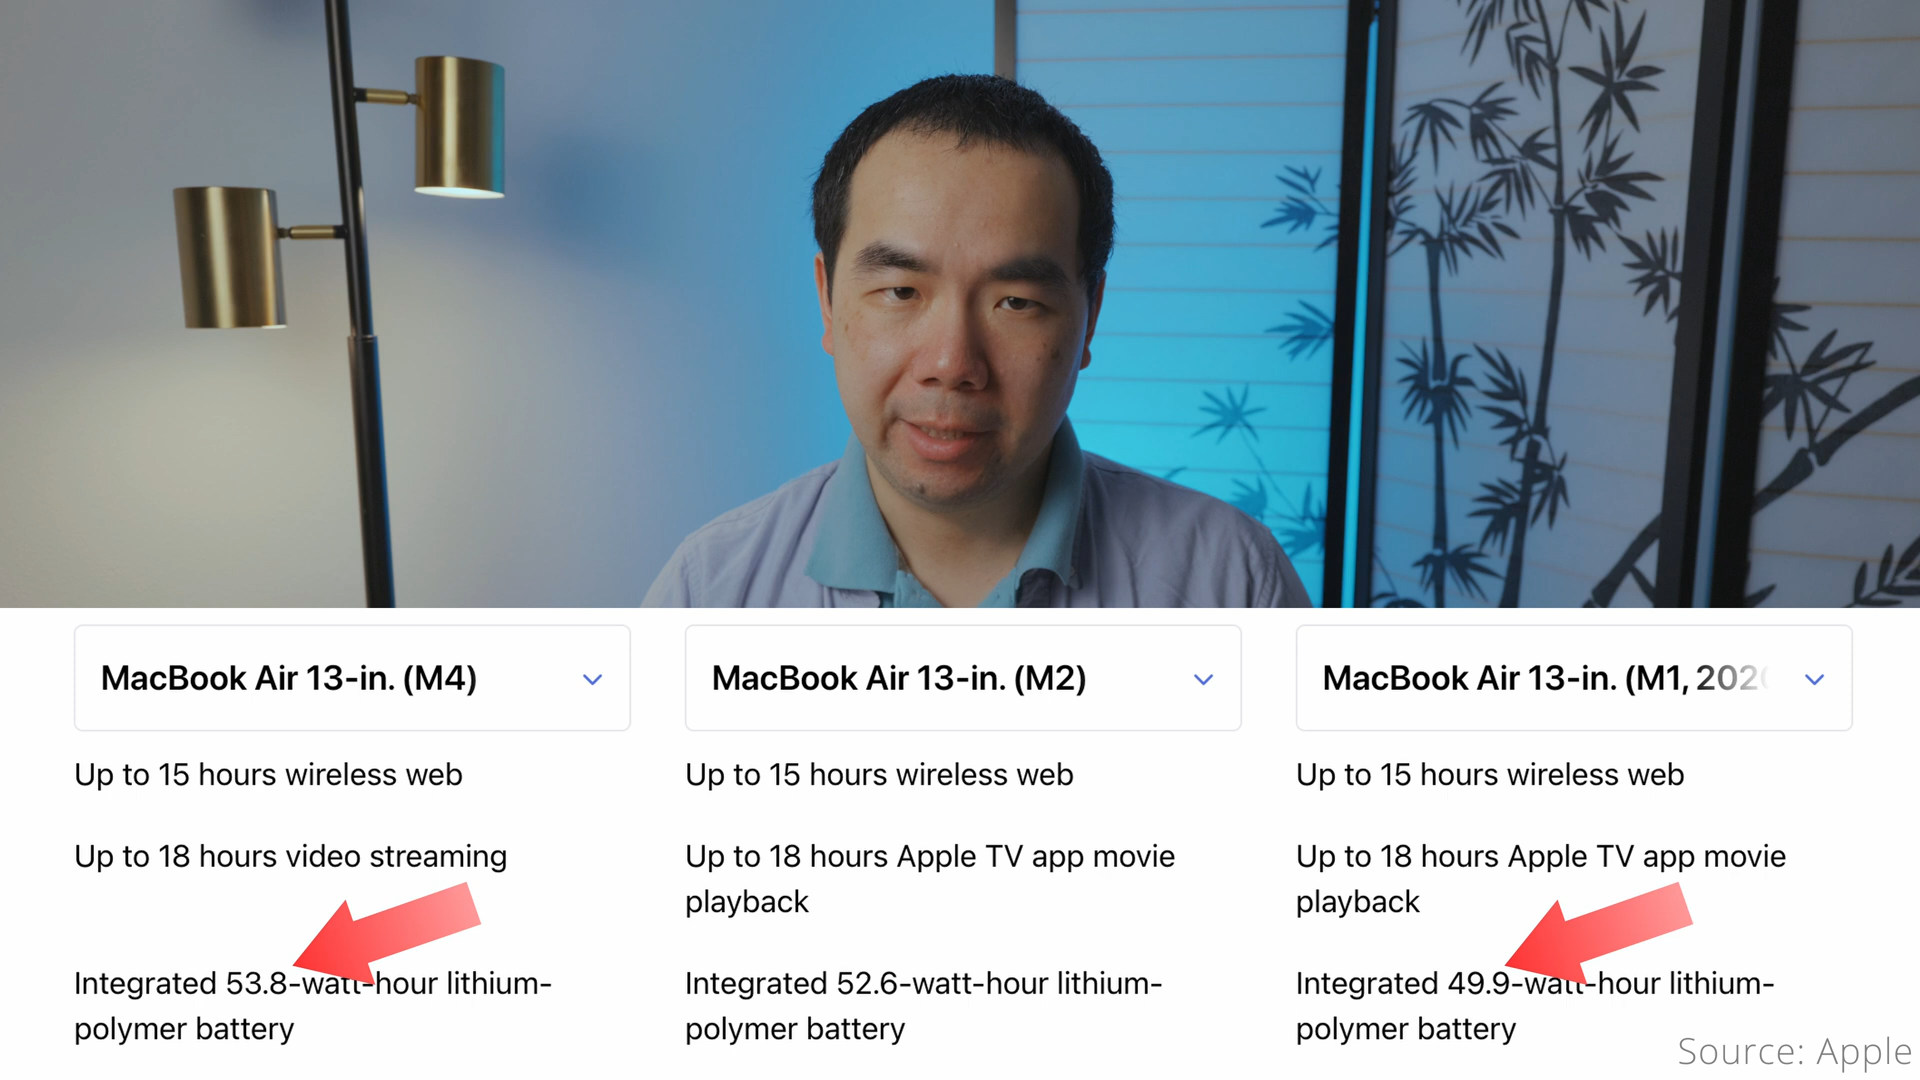 MacBook Air 13-in. (M4)
Up to 15 hours wireless web
Up to 18 hours video streaming
Integrated 53.8-watt-hour lithium-
polymer battery
MacBook Air 13-in. (M2)
Up to 15 hours wireless web
Up to 18 hours Apple TV app movie
playback
Integrated 52.6-watt-hour lithium-
polymer battery
MacBook Air 13-in. (M1, 2020
Up to 15 hours wireless web
Up to 18 hours Apple TV app movie
playback
Integrated 49.9-watt-hour lithium-
polymer battery
Source: Apple